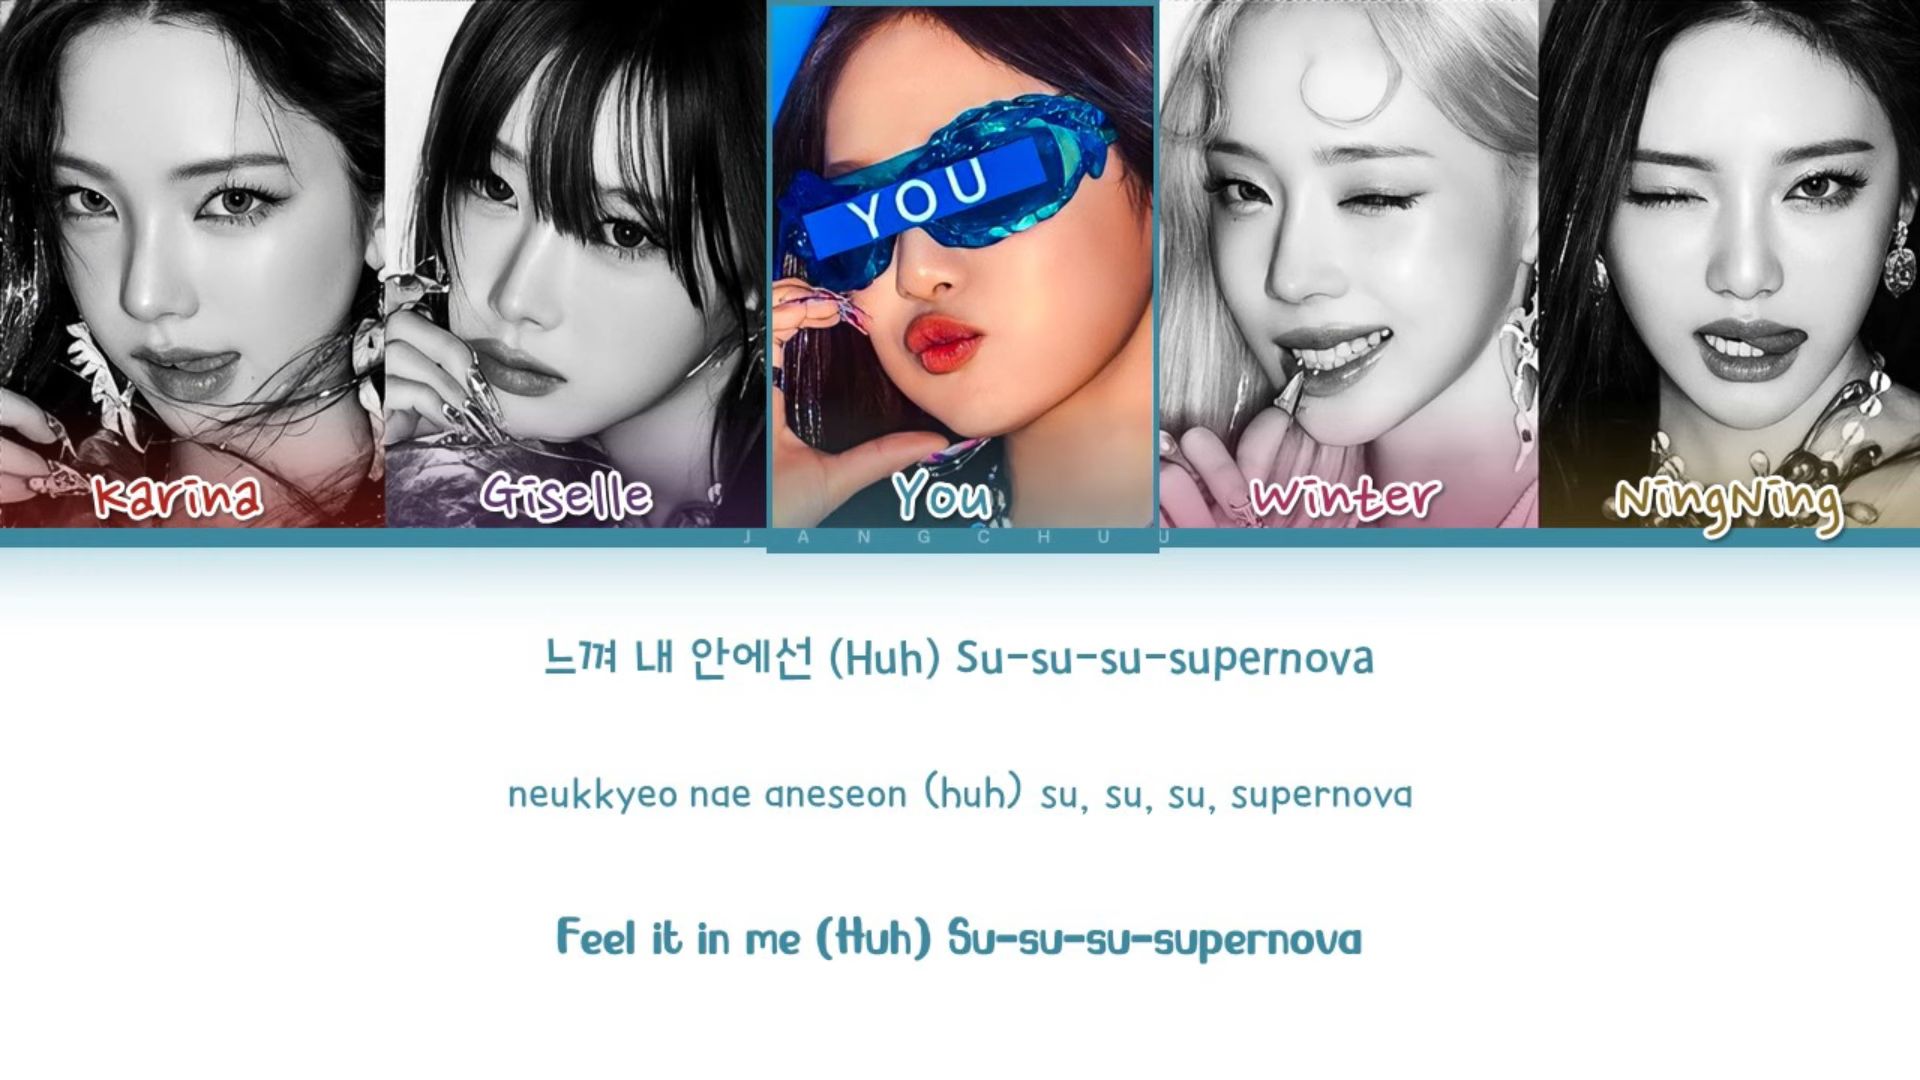 YOU
Karina
Giselle
You
Winter
NingNing
J A N G C H U U
느껴 내 안에선 (Huh) Su-su-su-supernova
neukkyeo nae aneseon (huh) su, su, su, supernova
Feel it in me (Huh) Su-su-su-supernova